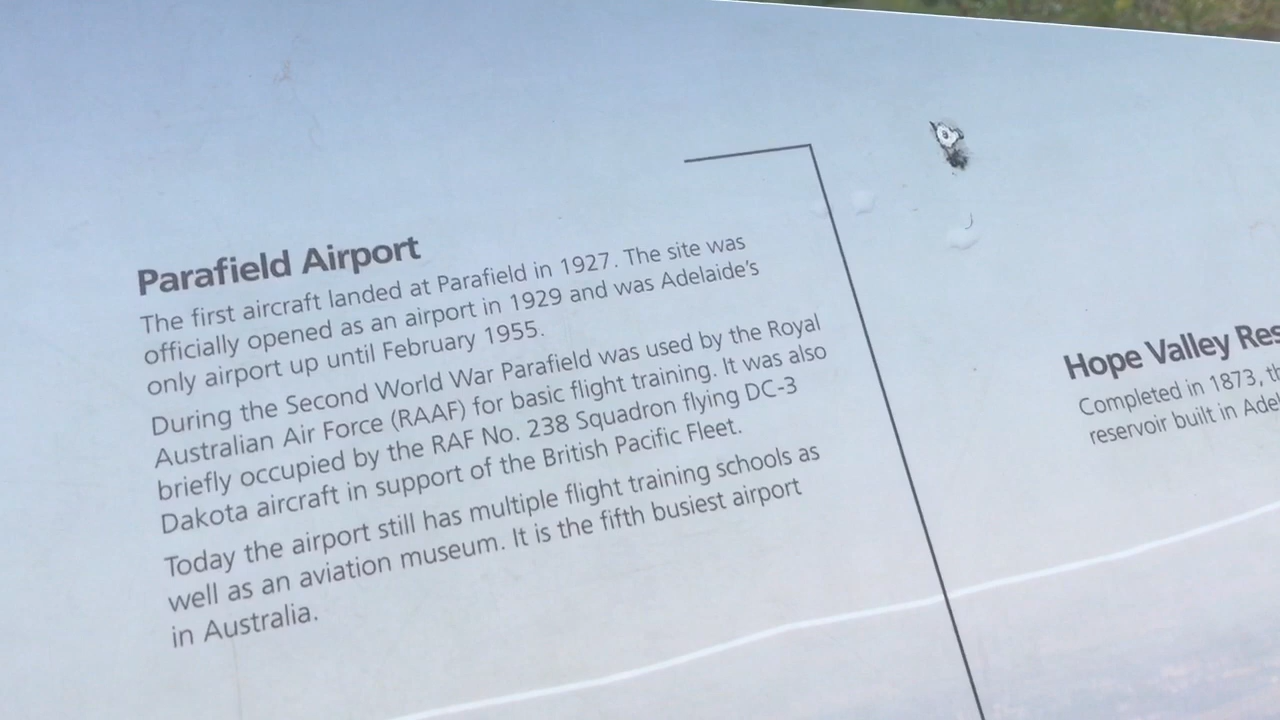 Parafield Airport
The first aircraft landed at Parafield in 1927. The site was
officially opened as an airport in 1929 and was Adelaide's
only airport up until February 1955.
During the Second World War Parafield was used by the Royal
Australian Air Force (RAAF) for basic flight training. It was also
briefly occupied by the RAF No. 238 Squadron flying DC-3
Dakota aircraft in support of the British Pacific Fleet.
Today the airport still has multiple flight training schools as
well as an aviation museum. It is the fifth busiest airport
in Australia.
Hope Valley Res
Completed in 1873, th
reservoir built in Adel